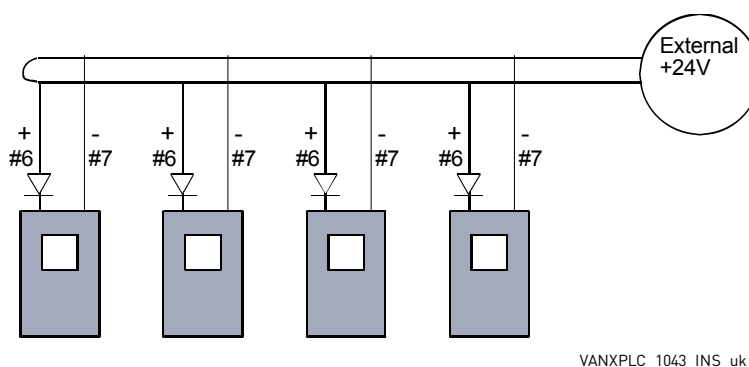 External
+24V
+ - + - + - + -
#6 #7 #6 #7 #6 #7 #6 #7
VANXPLC 1043 INS uk